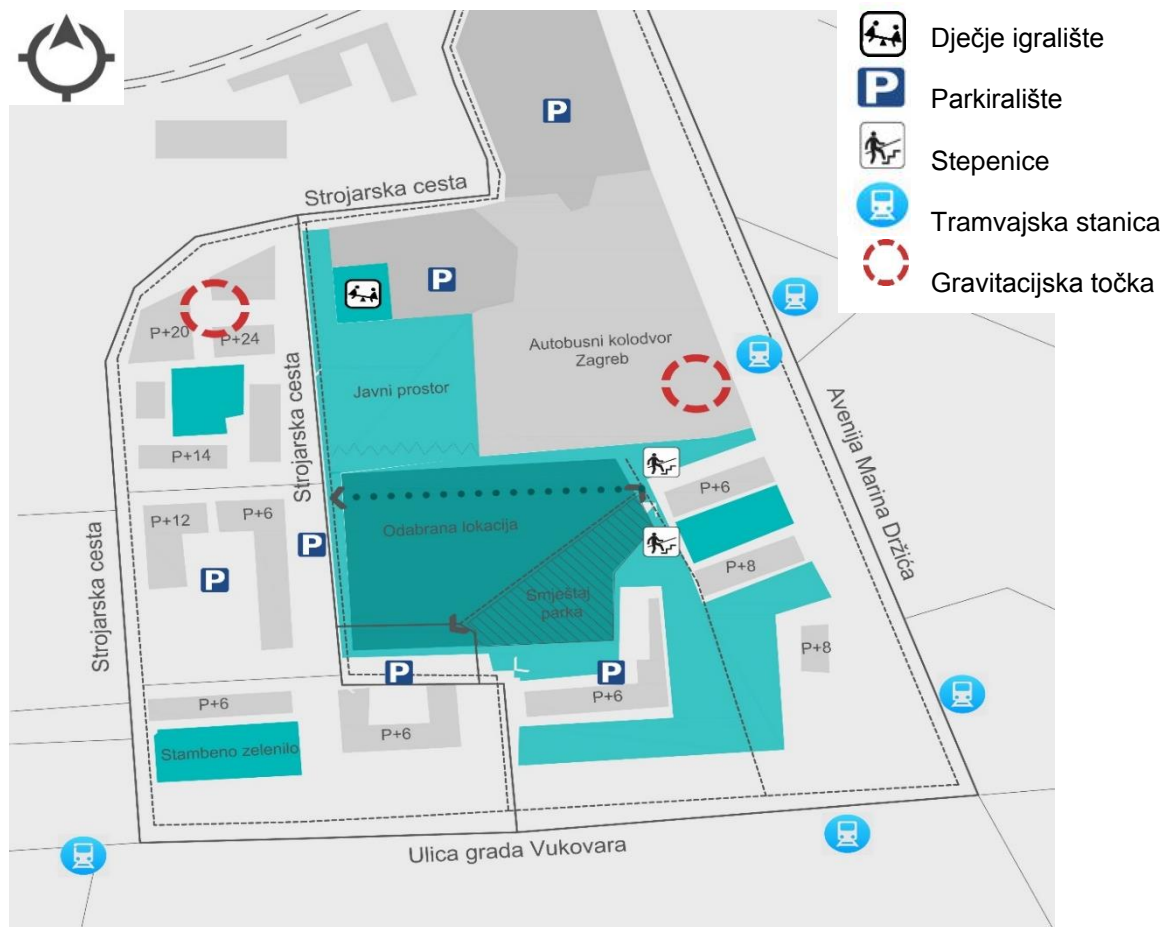 Dječje igralište
P
Parkiralište
Stepenice
Tramvajska stanica
Gravitacijska točka
P
Strojarska cesta
P
P+20
P+24
Autobusni kolodvor
Zagreb
Javni prostor
Strojarska cesta
Avenija Marina Držića
P+14
P+6
P+12
P+6
Odabrana lokacija
P
P
P+8
Strojarska cesta
Smještaj
parka
P+8
P
P
P+6
P+6
P+6
Stambeno zelenilo
Ulica grada Vukovara